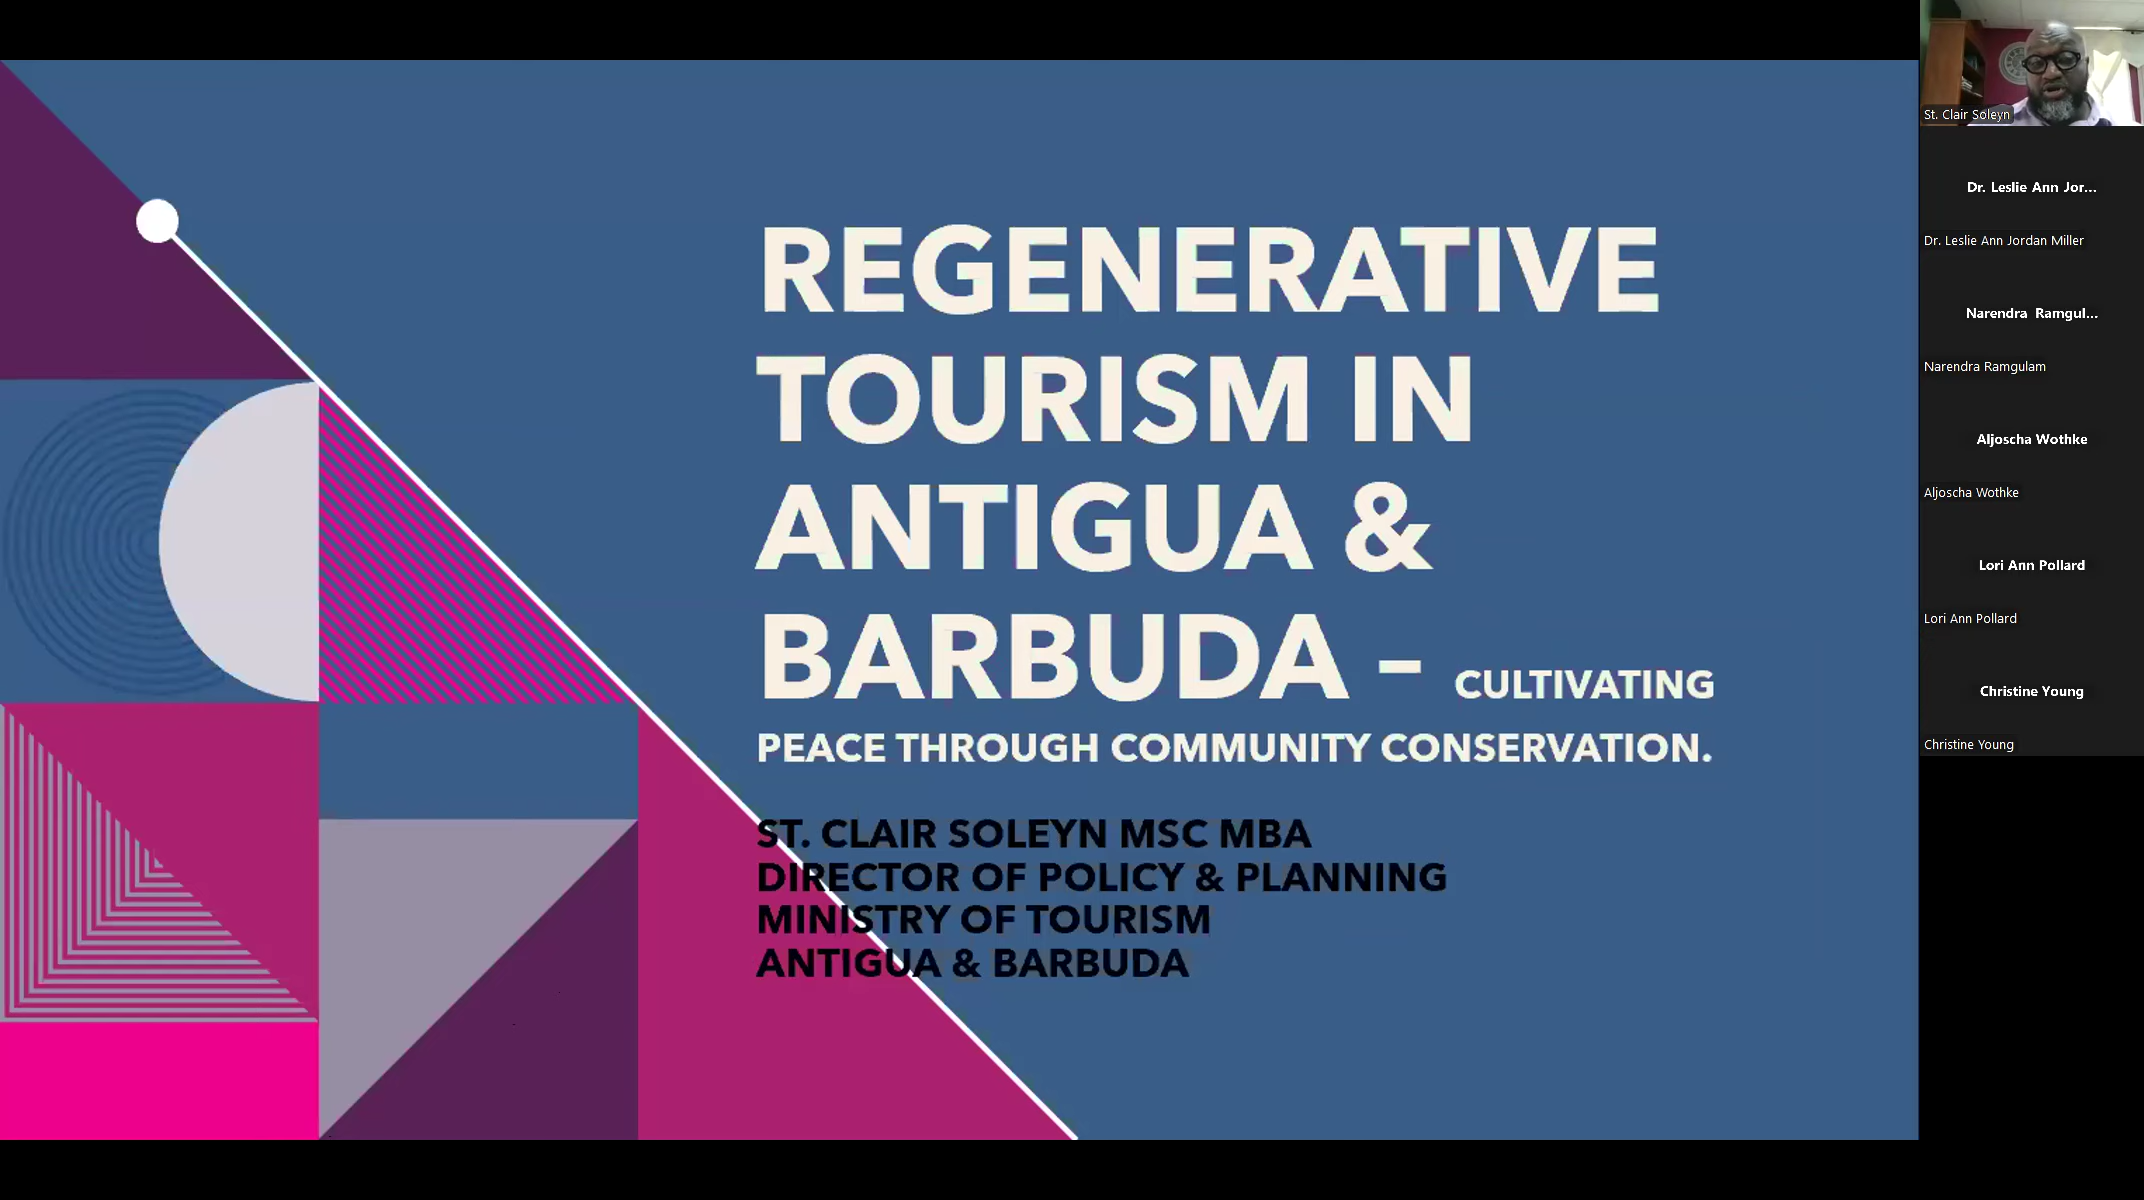 REGENERATIVE
TOURISM IN
ANTIGUA &
BARBUDA – CULTIVATING
PEACE THROUGH COMMUNITY CONSERVATION.
ST. CLAIR SOLEYN MSC MBA
DIRECTOR OF POLICY & PLANNING
MINISTRY OF TOURISM
ANTIGUA & BARBUDA
St. Clair Soleyn
Dr. Leslie Ann Jor...
Dr. Leslie Ann Jordan Miller
Narendra Ramgul...
Narendra Ramgulam
Aljoscha Wothke
Aljoscha Wothke
Lori Ann Pollard
Lori Ann Pollard
Christine Young
Christine Young